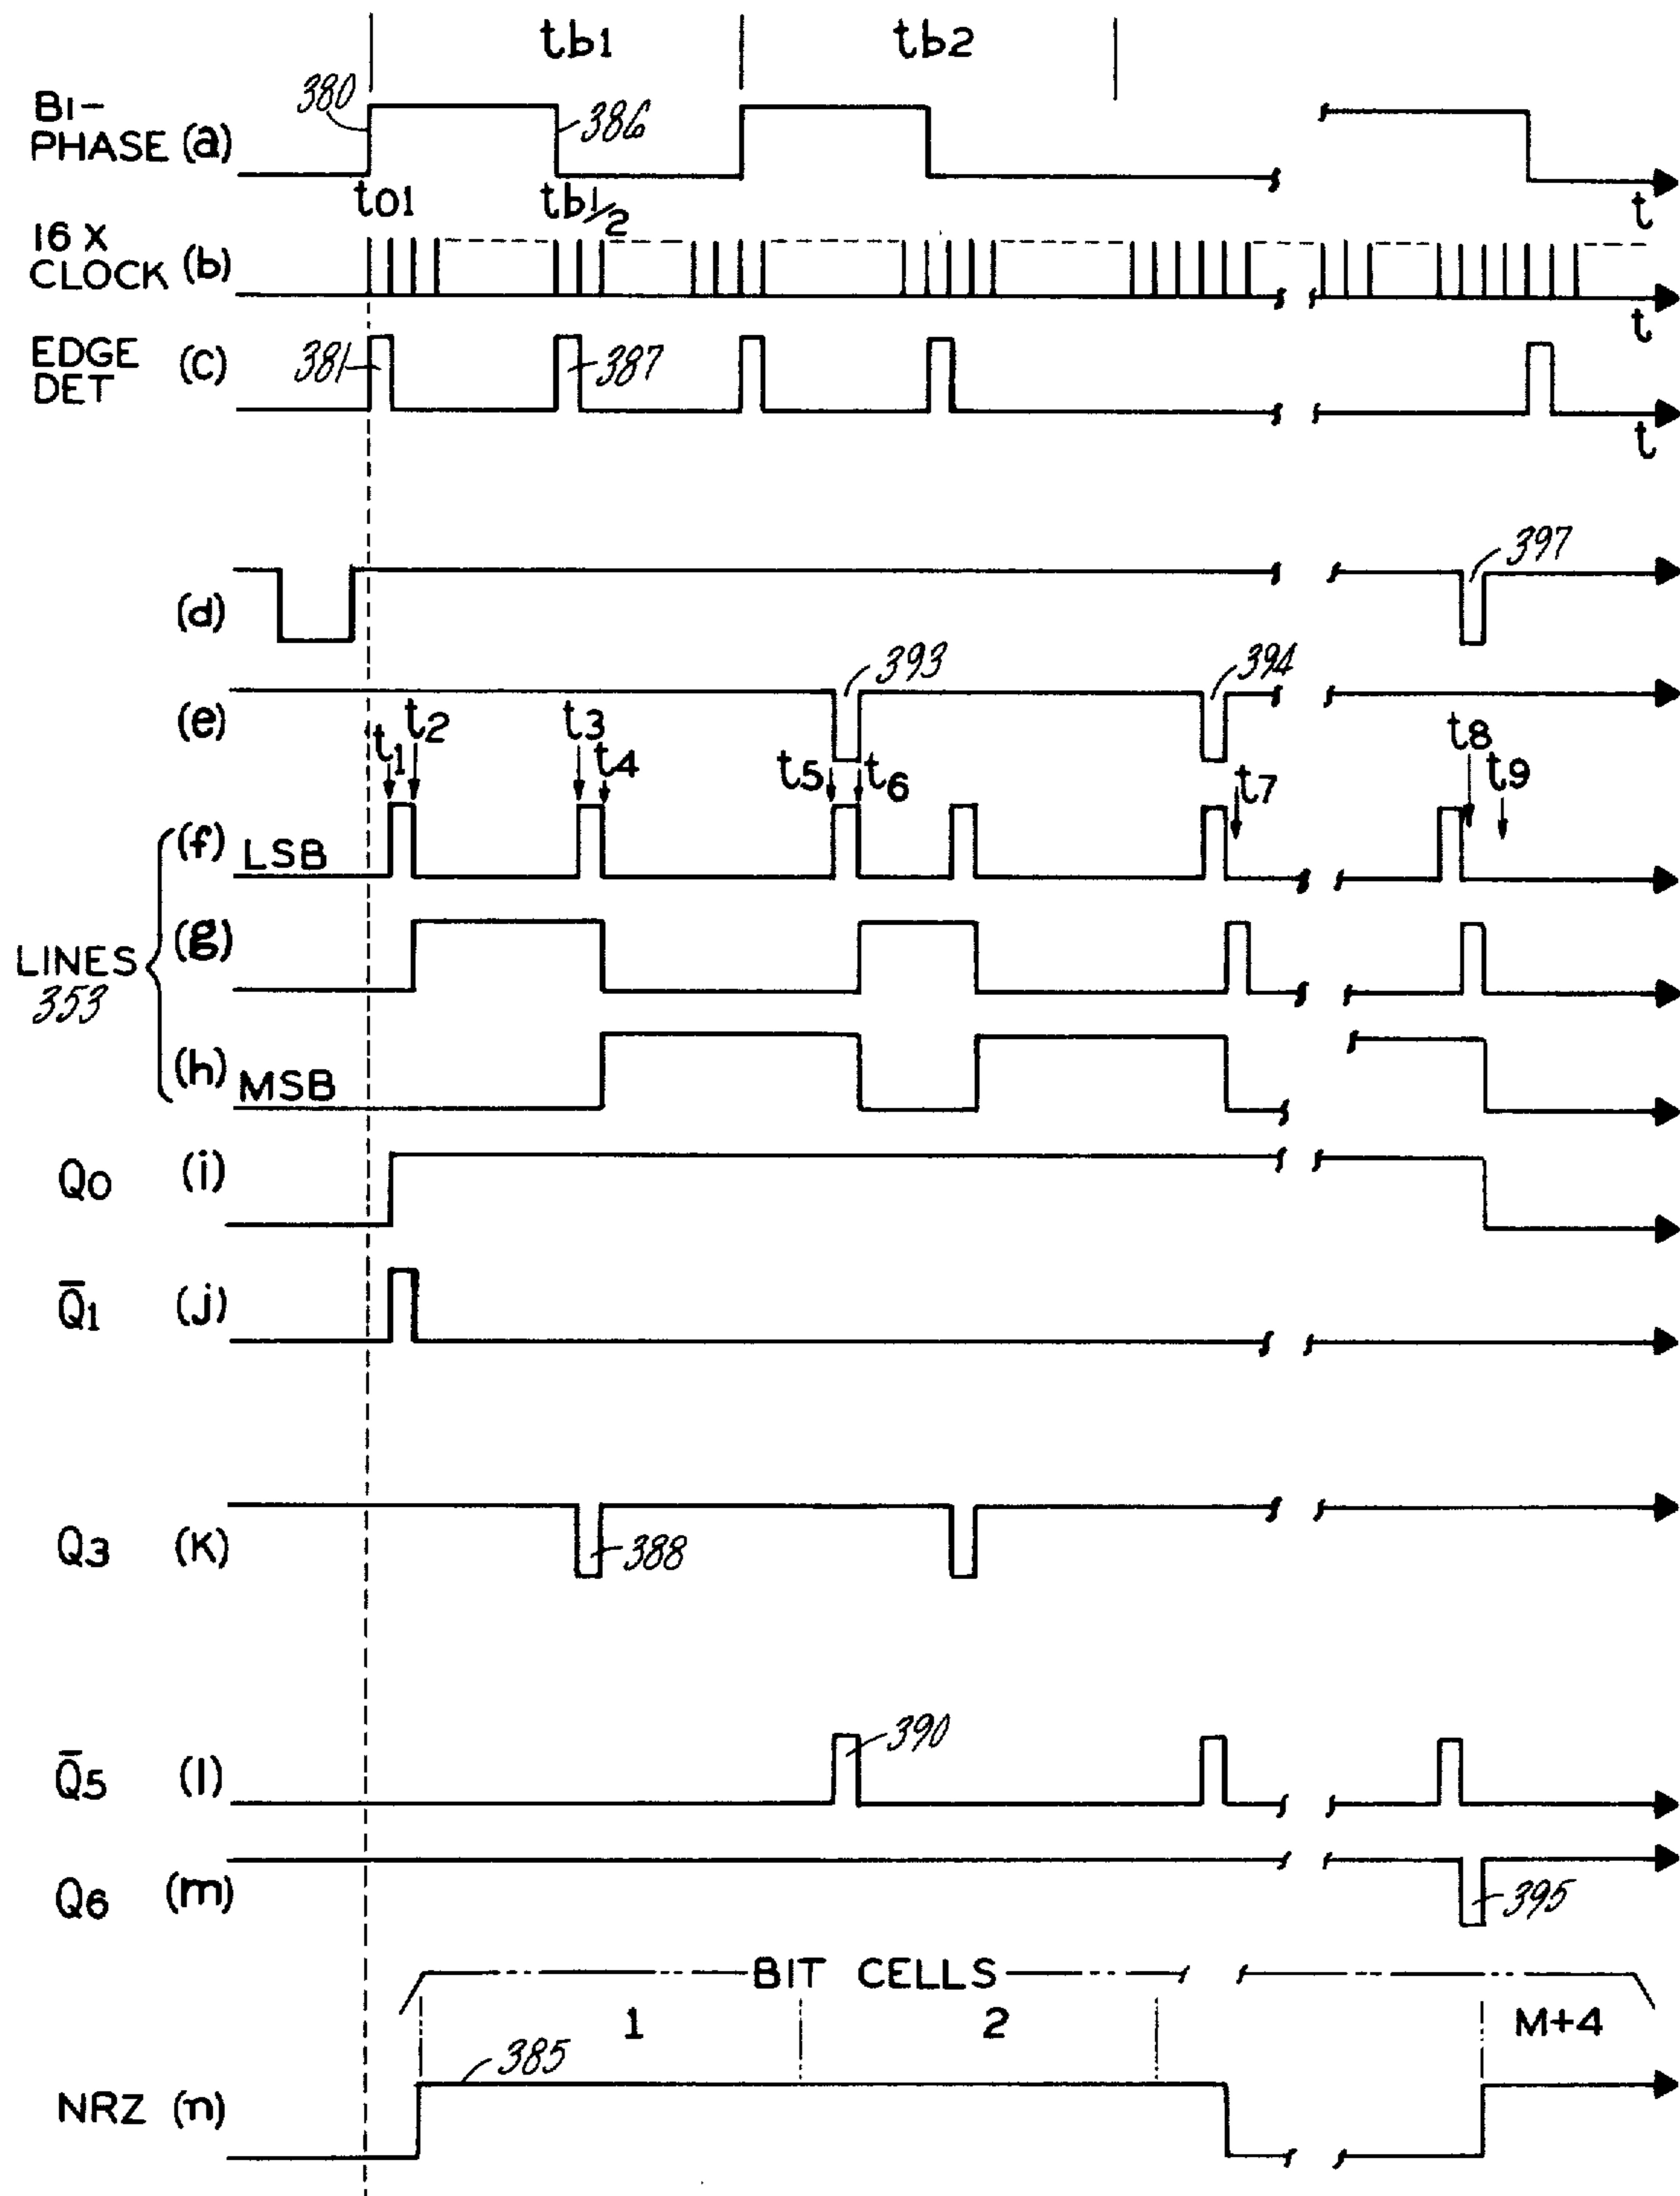 tb1 tb2
BI-
PHASE (a) 380 386
t01 tb1/2 t
16 X
CLOCK (b)
t
EDGE
DET (c) 381 387
t
(d) 397
(e) 393 394
t1 t2 t3 t4 t5 t6 t7 t8 t9
(f) LSB
LINES
353
(g)
(h) MSB
Q0 (i)
Q̅1 (j)
Q3 (k) 388
Q̅5 (l) 390
Q6 (m) 395
BIT CELLS
1 2 M+4
385
NRZ (n)